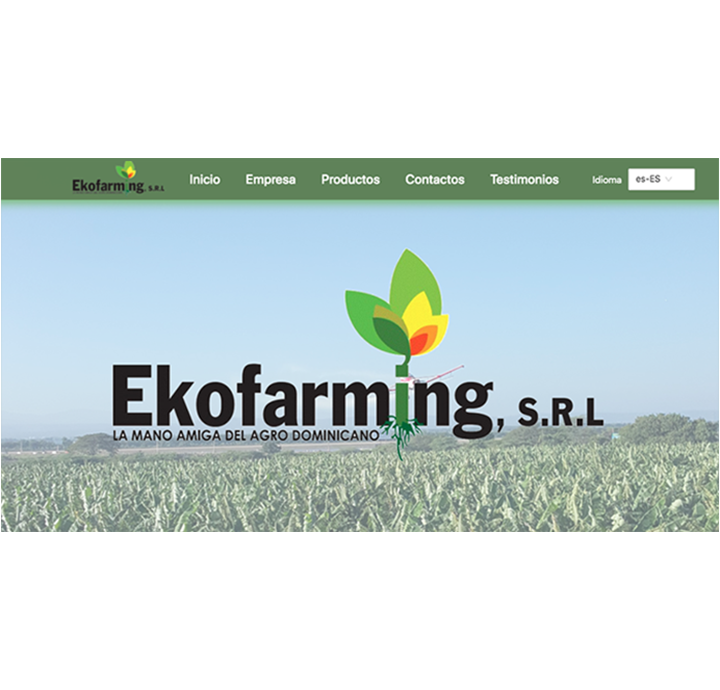 Ekofarming, S.R.L
Inicio Empresa Productos Contactos Testimonios Idioma es-ES
Ekofarming, S.R.L
LA MANO AMIGA DEL AGRO DOMINICANO